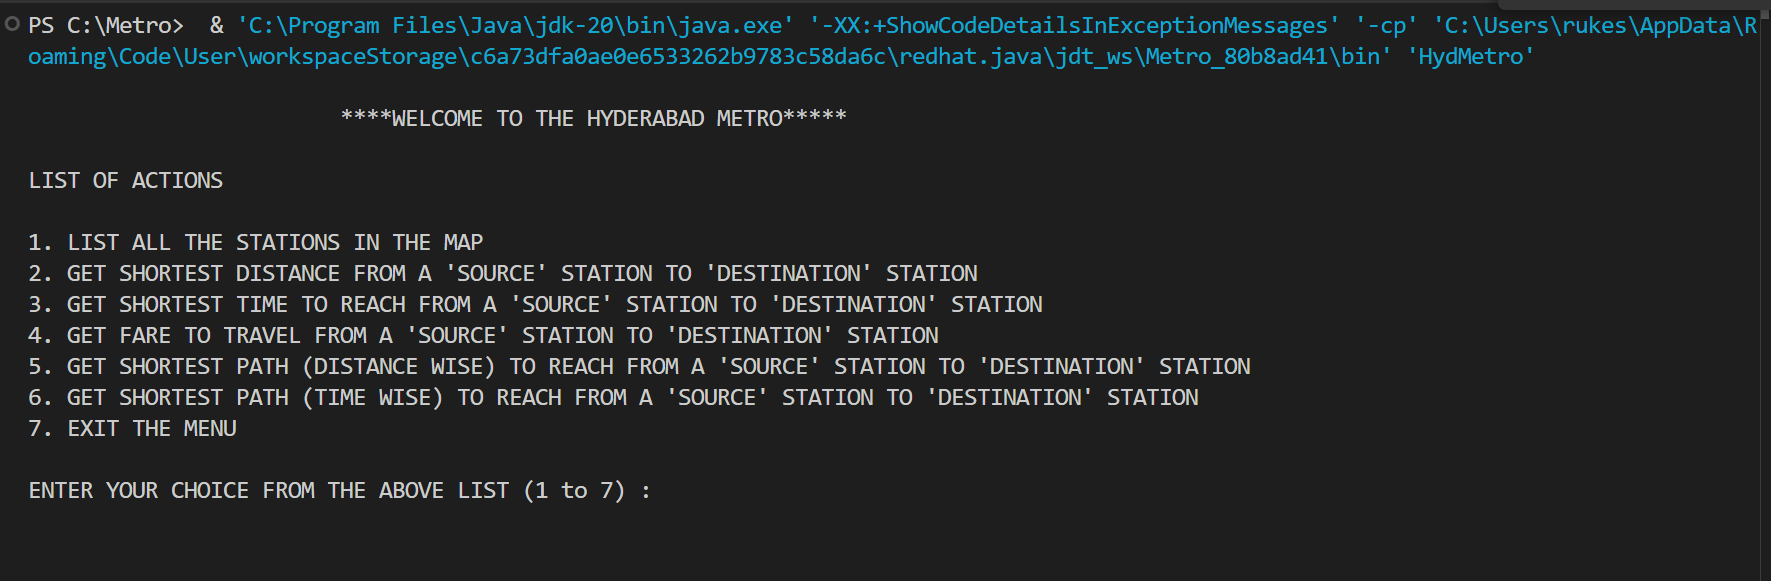 PS C:\Metro>  & 'C:\Program Files\Java\jdk-20\bin\java.exe' '-XX:+ShowCodeDetailsInExceptionMessages' '-cp' 'C:\Users\rukes\AppData\R
oaming\Code\User\workspaceStorage\c6a73dfa0ae0e6533262b9783c58da6c\redhat.java\jdt_ws\Metro_80b8ad41\bin' 'HydMetro'
****WELCOME TO THE HYDERABAD METRO*****
LIST OF ACTIONS
1. LIST ALL THE STATIONS IN THE MAP
2. GET SHORTEST DISTANCE FROM A 'SOURCE' STATION TO 'DESTINATION' STATION
3. GET SHORTEST TIME TO REACH FROM A 'SOURCE' STATION TO 'DESTINATION' STATION
4. GET FARE TO TRAVEL FROM A 'SOURCE' STATION TO 'DESTINATION' STATION
5. GET SHORTEST PATH (DISTANCE WISE) TO REACH FROM A 'SOURCE' STATION TO 'DESTINATION' STATION
6. GET SHORTEST PATH (TIME WISE) TO REACH FROM A 'SOURCE' STATION TO 'DESTINATION' STATION
7. EXIT THE MENU
ENTER YOUR CHOICE FROM THE ABOVE LIST (1 to 7) :